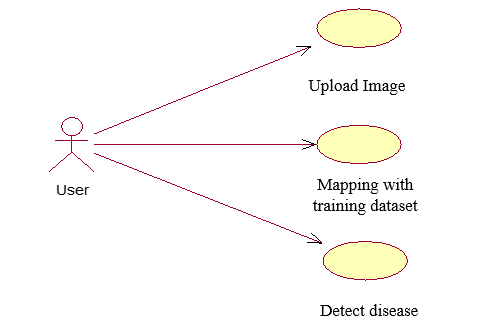 Upload Image
User
Mapping with
training dataset
Detect disease